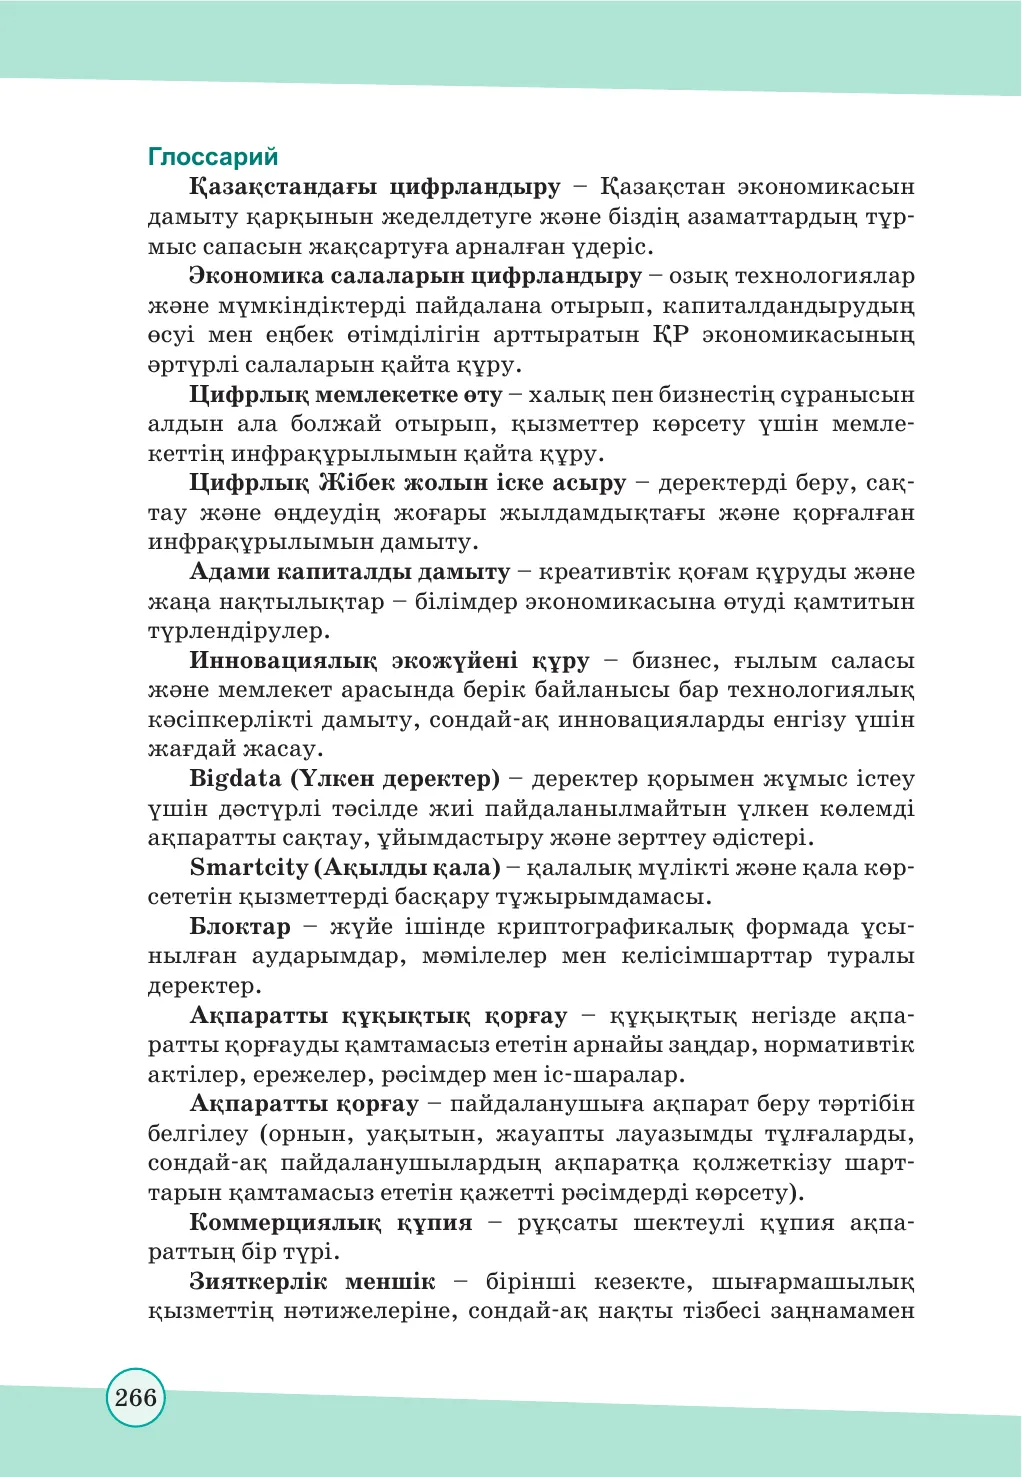 Глоссарий
Қазақстандағы цифрландыру – Қазақстан экономикасын
дамыту қарқынын жеделдетуге және біздің азаматтардың тұр-
мыс сапасын жақсартуға арналған үдеріс.
Экономика салаларын цифрландыру – озық технологиялар
және мүмкіндіктерді пайдалана отырып, капиталдандырудың
өсуі мен еңбек өтімділігін арттыратын ҚР экономикасының
әртүрлі салаларын қайта құру.
Цифрлық мемлекетке өту – халық пен бизнестің сұранысын
алдын ала болжай отырып, қызметтер көрсету үшін мемле-
кеттің инфрақұрылымын қайта құру.
Цифрлық Жібек жолын іске асыру – деректерді беру, сақ-
тау және өңдеудің жоғары жылдамдықтағы және қорғалған
инфрақұрылымын дамыту.
Адами капиталды дамыту – креативтік қоғам құруды және
жаңа нақтылықтар – білімдер экономикасына өтуді қамтитын
түрлендірулер.
Инновациялық экожүйені құру – бизнес, ғылым саласы
және мемлекет арасында берік байланысы бар технологиялық
кәсіпкерлікті дамыту, сондай-ақ инновацияларды енгізу үшін
жағдай жасау.
Bigdata (Үлкен деректер) – деректер қорымен жұмыс істеу
үшін дәстүрлі тәсілде жиі пайдаланылмайтын үлкен көлемді
ақпаратты сақтау, ұйымдастыру және зерттеу әдістері.
Smartcity (Ақылды қала) – қалалық мүлікті және қала көр-
сететін қызметтерді басқару тұжырымдамасы.
Блоктар – жүйе ішінде криптографикалық формада ұсы-
нылған аударымдар, мәмілелер мен келісімшарттар туралы
деректер.
Ақпаратты құқықтық қорғау – құқықтық негізде ақпа-
ратты қорғауды қамтамасыз ететін арнайы заңдар, нормативтік
актілер, ережелер, рәсімдер мен іс-шаралар.
Ақпаратты қорғау – пайдаланушыға ақпарат беру тәртібін
белгілеу (орнын, уақытын, жауапты лауазымды тұлғаларды,
сондай-ақ пайдаланушылардың ақпаратқа қолжеткізу шарт-
тарын қамтамасыз ететін қажетті рәсімдерді көрсету).
Коммерциялық құпия – рұқсаты шектеулі құпия ақпа-
раттың бір түрі.
Зияткерлік меншік – бірінші кезекте, шығармашылық
қызметтің нәтижелеріне, сондай-ақ нақты тізбесі заңнамамен
266